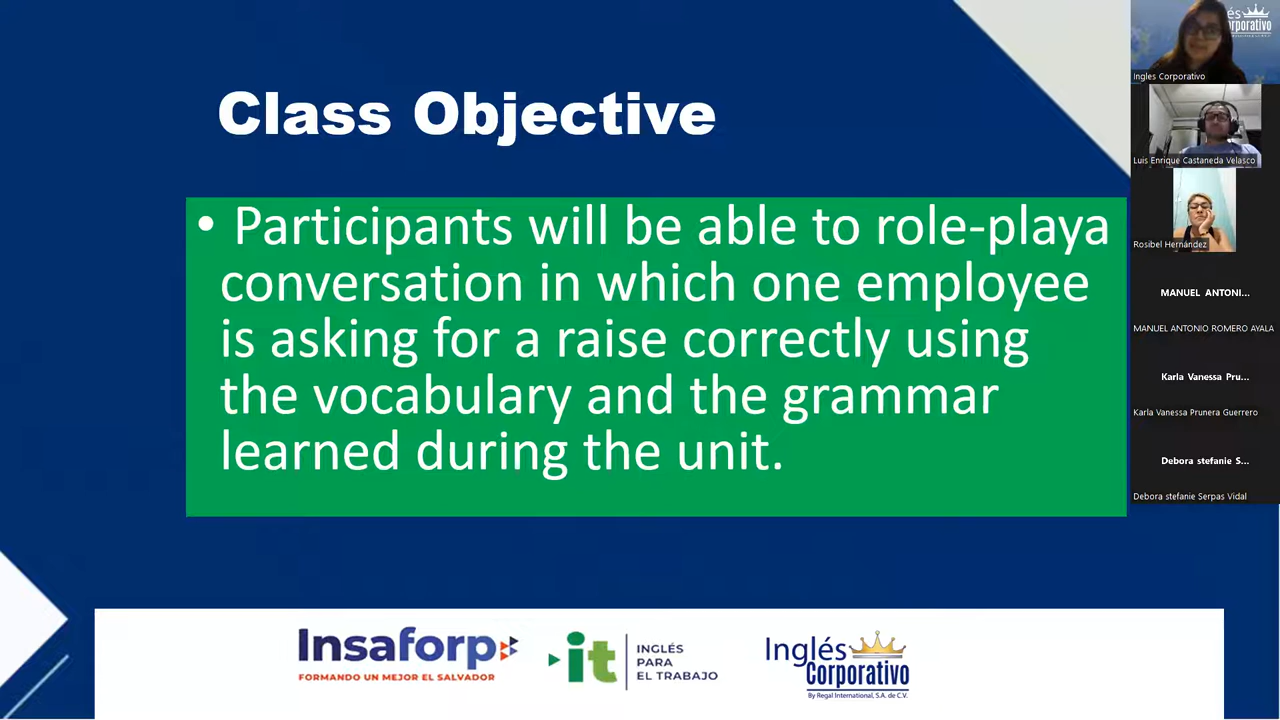 Class Objective
• Participants will be able to role-playa
conversation in which one employee
is asking for a raise correctly using
the vocabulary and the grammar
learned during the unit.
Insaforp
FORMANDO UN MEJOR EL SALVADOR
it
INGLÉS
PARA
EL TRABAJO
Inglés
Corporativo
By Regal International, S.A. de C.V.
Ingles Corporativo
Luis Enrique Castaneda Velasco
Rosibel Hernández
MANUEL ANTONI...
MANUEL ANTONIO ROMERO AYALA
Karla Vanessa Pru...
Karla Vanessa Prunera Guerrero
Debora stefanie S...
Debora stefanie Serpas Vidal